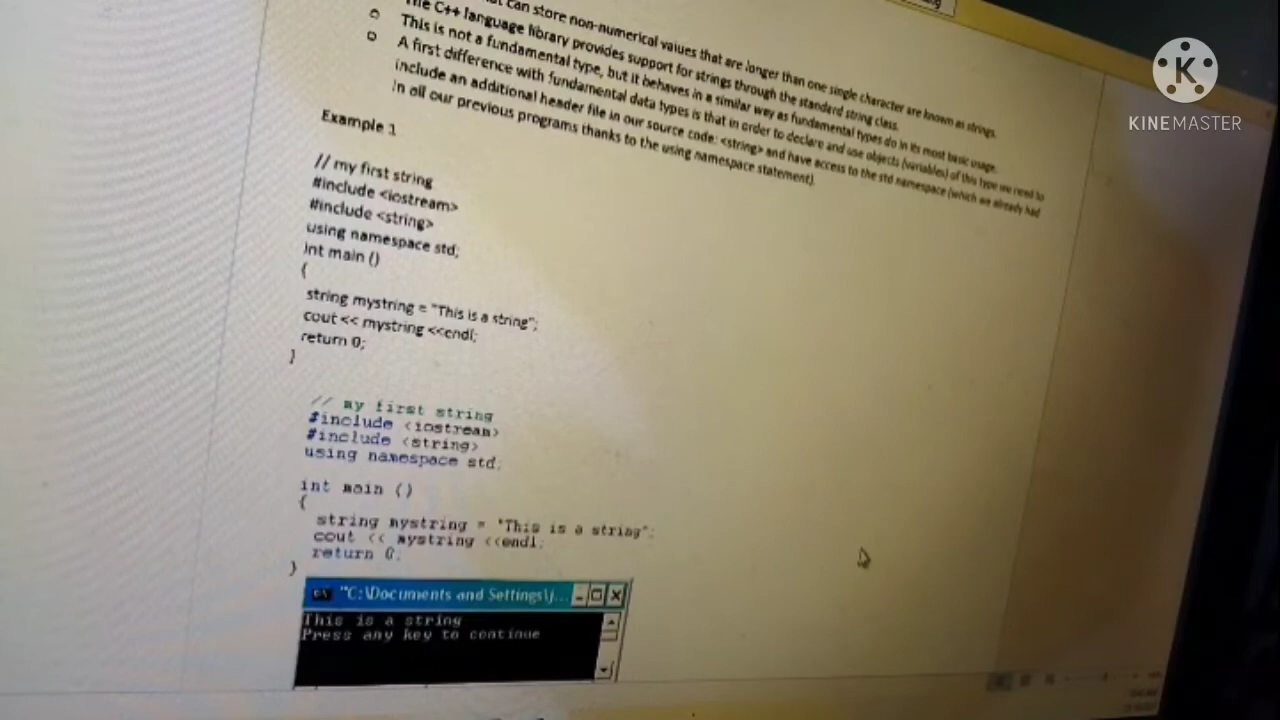 can store non-numerical values that are longer than one single character are known as strings.
The C++ language library provides support for strings through the standard string class.
This is not a fundamental type, but it behaves in a similar way as fundamental types do in its most basic usage.
A first difference with fundamental data types is that in order to declare and use objects (variables) of this type we need to
include an additional header file in our source code: <string> and have access to the std namespace (which we already had
in all our previous programs thanks to the using namespace statement).
Example 1
// my first string
#include <iostream>
#include <string>
using namespace std;
int main ()
{
string mystring = "This is a string";
cout << mystring <<endl;
return 0;
}
// my first string
#include <iostream>
#include <string>
using namespace std;
int main ()
{
string mystring = "This is a string";
cout << mystring <<endl;
return 0;
}
"C:\Documents and Settings\j...
This is a string
Press any key to continue
K
KINEMASTER